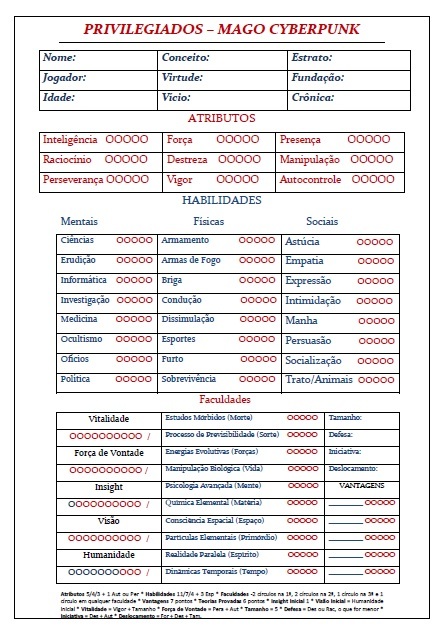 PRIVILEGIADOS – MAGO CYBERPUNK
Nome: Conceito: Estrato:
Jogador: Virtude: Fundação:
Idade: Vício: Crônica:
ATRIBUTOS
Inteligência OOOOO Força OOOOO Presença OOOOO
Raciocínio OOOOO Destreza OOOOO Manipulação OOOOO
Perseverança OOOOO Vigor OOOOO Autocontrole OOOOO
HABILIDADES
Mentais Físicas Sociais
Ciências OOOOO Armamento OOOOO Astúcia OOOOO
Erudição OOOOO Armas de Fogo OOOOO Empatia OOOOO
Informática OOOOO Briga OOOOO Expressão OOOOO
Investigação OOOOO Condução OOOOO Intimidação OOOOO
Medicina OOOOO Dissimulação OOOOO Manha OOOOO
Ocultismo OOOOO Esportes OOOOO Persuasão OOOOO
Ofícios OOOOO Furto OOOOO Socialização OOOOO
Política OOOOO Sobrevivência OOOOO Trato/Animais OOOOO
Faculdades
Vitalidade Estudos Mórbidos (Morte) OOOOO Tamanho:
OOOOOOOOOO / Processo de Previsibilidade (Sorte) OOOOO Defesa:
Força de Vontade Energias Evolutivas (Forças) OOOOO Iniciativa:
OOOOOOOOOO / Manipulação Biológica (Vida) OOOOO Deslocamento:
Insight Psicologia Avançada (Mente) OOOOO VANTAGENS
OOOOOOOOOO / Química Elemental (Matéria) OOOOO ________ OOOOO
Visão Consciência Espacial (Espaço) OOOOO ________ OOOOO
OOOOOOOOOO / Partículas Elementais (Primórdio) OOOOO ________ OOOOO
Humanidade Realidade Paralela (Espírito) OOOOO ________ OOOOO
OOOOOOOOOO / Dinâmicas Temporais (Tempo) OOOOO ________ OOOOO
Atributos 5/4/3 + 1 Aut ou Per * Habilidades 11/7/4 + 3 Esp * Faculdades -2 círculos na 1ª, 2 círculos na 2ª, 1 círculo na 3ª e 1
círculo em qualquer faculdade * Vantagens 7 pontos * Teorias Provadas 6 pontos * Insight Inicial 1 * Visão Inicial = Humanidade
Inicial * Vitalidade = Vigor + Tamanho * Força de Vontade = Pers + Aut * Tamanho = 5 * Defesa = Des ou Rac, o que for menor *
Iniciativa = Des + Aut * Deslocamento = For + Des + Tam.